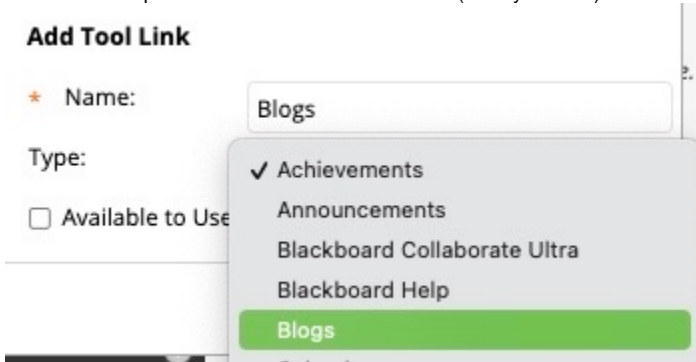 Add Tool Link
* Name:
Blogs
Type:
✓ Achievements
Announcements
Available to Use
Blackboard Collaborate Ultra
Blackboard Help
Blogs